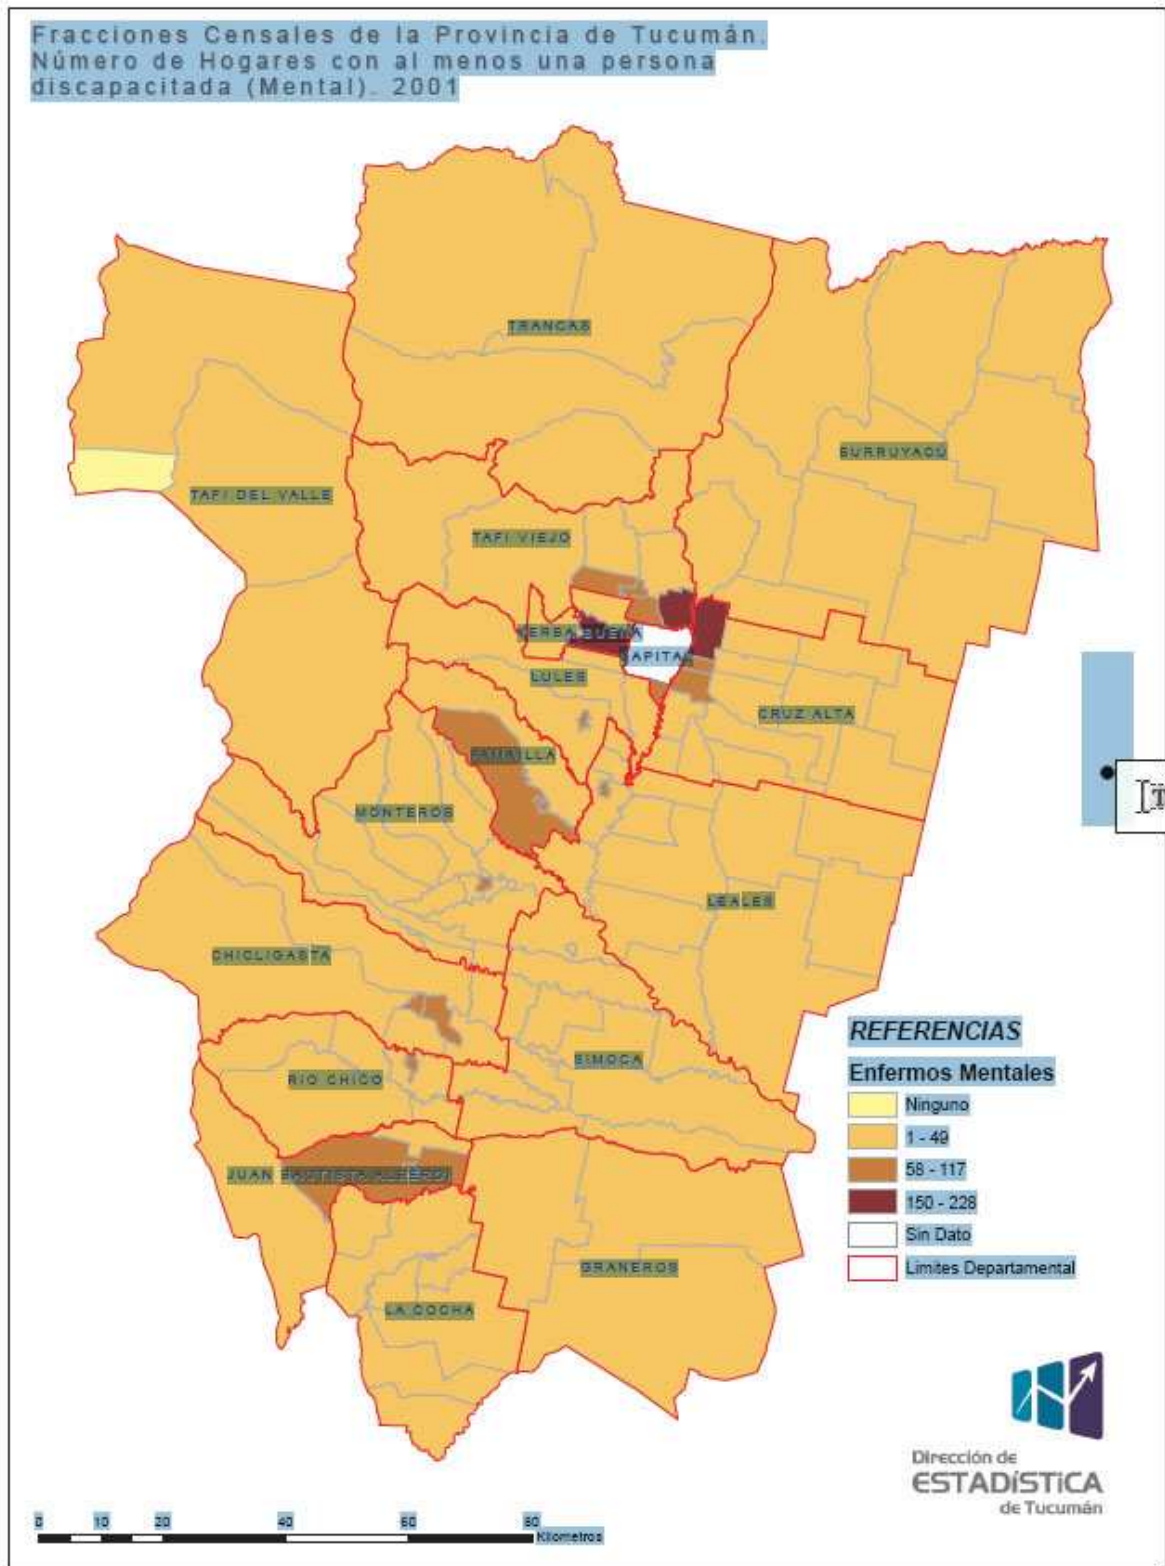 Fracciones Censales de la Provincia de Tucumán.
Número de Hogares con al menos una persona
discapacitada (Mental). 2001
TRANCAS
BURRUYACÚ
TAFI DEL VALLE
TAFI VIEJO
YERBA BUENA
CAPITAL
LULES
CRUZ ALTA
FAMAILLA
MONTEROS
LEALES
CHICLIGASTA
SIMOCA
RIO CHICO
JUAN BAUTISTA ALBERDI
GRANEROS
LA COCHA
REFERENCIAS
Enfermos Mentales
Ninguno
1 - 49
58 - 117
150 - 228
Sin Dato
Limites Departamental
Dirección de
ESTADÍSTICA
de Tucumán
0 10 20 40 60 80
Kilometros